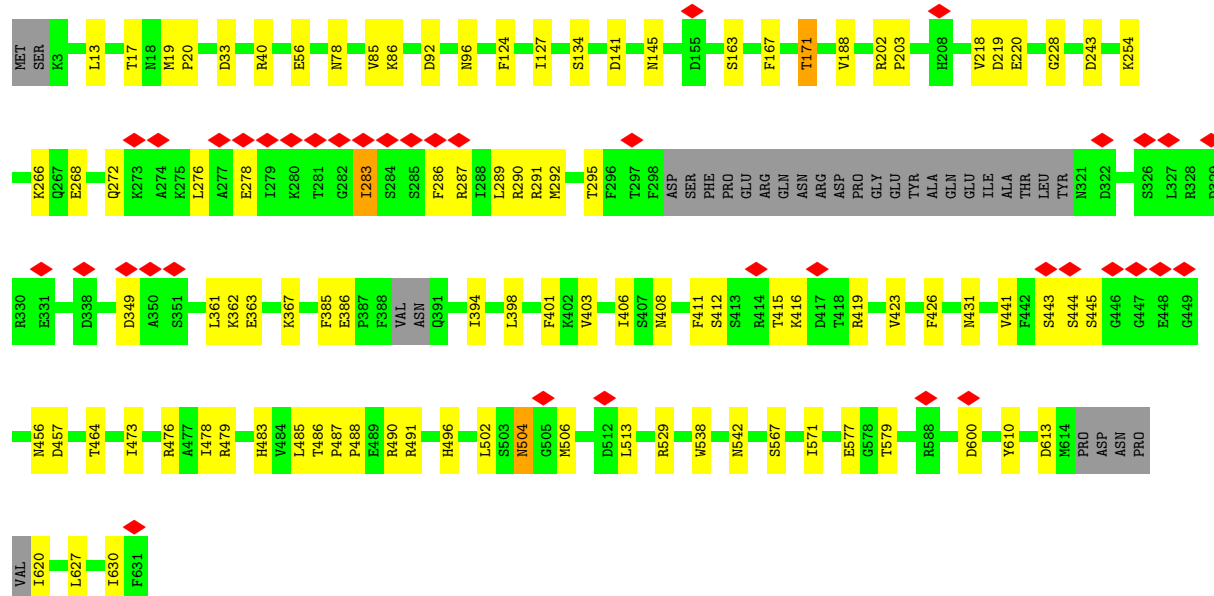 MET SER K3 L13 T17 N18 M19 P20 D33 R40 E56 N78 V85 K86 D92 N96 F124 I127 S134 D141 N145 D155 S163 F167 T171 V188 R202 P203 H208 V218 D219 E220 G228 D243 K254
K266 Q267 E268 Q272 K273 A274 K275 L276 A277 E278 I279 K280 T281 G282 I283 S284 S285 F286 R287 I288 L289 R290 R291 M292 T295 F296 T297 F298 ASP SER PHE PRO GLU ARG GLN ASN ARG ASP PRO GLY GLU TYR ALA GLN GLU ILE ALA THR LEU TYR N321 D322 S326 L327 R328 D329
R330 E331 D338 D349 A350 S351 L361 K362 E363 K367 F385 E386 P387 F388 VAL ASN Q391 I394 L398 F401 K402 V403 I406 S407 N408 F411 S412 S413 R414 T415 K416 D417 T418 R419 V423 F426 N431 V441 F442 S443 S444 S445 G446 G447 E448 G449
N456 D457 T464 I473 R476 A477 I478 R479 H483 V484 L485 T486 P487 P488 E489 R490 R491 H496 L502 S503 N504 G505 M506 D512 L513 R529 W538 N542 S567 I571 E577 G578 T579 R588 D600 Y610 D613 M614 PRO ASP ASN PRO
VAL I620 L627 I630 F631